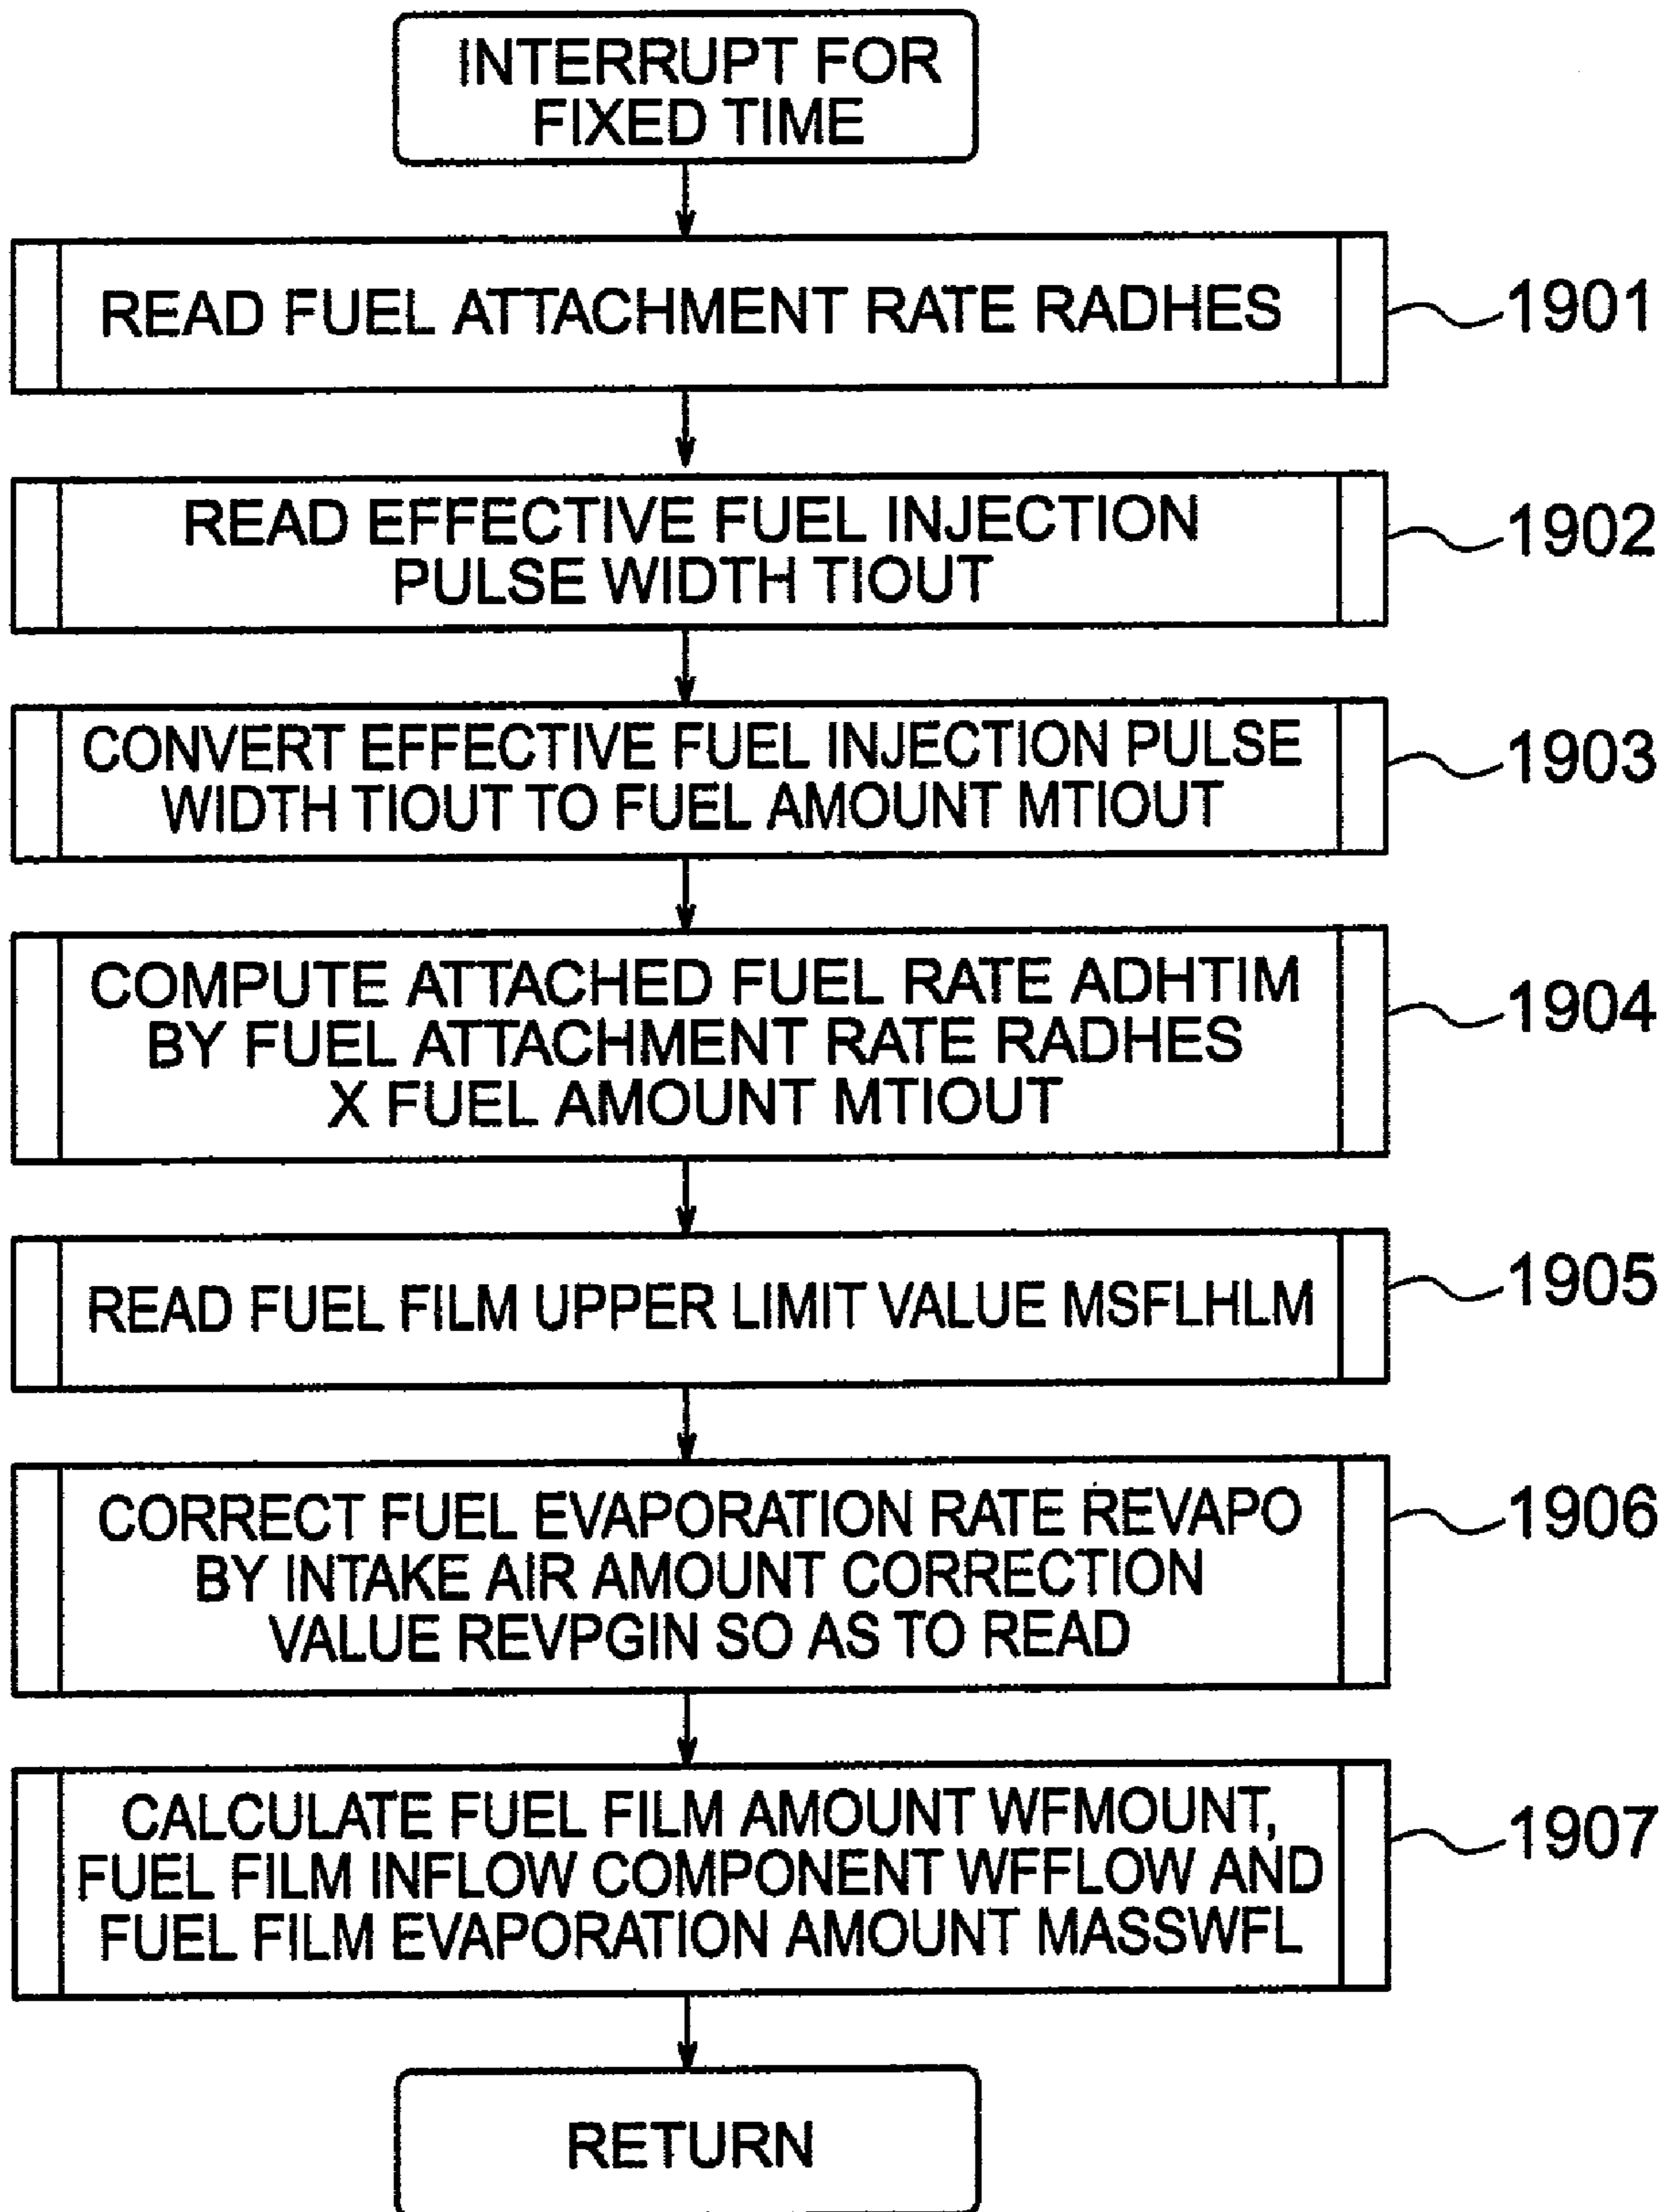 INTERRUPT FOR
FIXED TIME
READ FUEL ATTACHMENT RATE RADHES
1901
READ EFFECTIVE FUEL INJECTION
PULSE WIDTH TIOUT
1902
CONVERT EFFECTIVE FUEL INJECTION PULSE
WIDTH TIOUT TO FUEL AMOUNT MTIOUT
1903
COMPUTE ATTACHED FUEL RATE ADHTIM
BY FUEL ATTACHMENT RATE RADHES
X FUEL AMOUNT MTIOUT
1904
READ FUEL FILM UPPER LIMIT VALUE MSFLHLM
1905
CORRECT FUEL EVAPORATION RATE REVAPO
BY INTAKE AIR AMOUNT CORRECTION
VALUE REVPGIN SO AS TO READ
1906
CALCULATE FUEL FILM AMOUNT WFMOUNT,
FUEL FILM INFLOW COMPONENT WFFLOW AND
FUEL FILM EVAPORATION AMOUNT MASSWFL
1907
RETURN